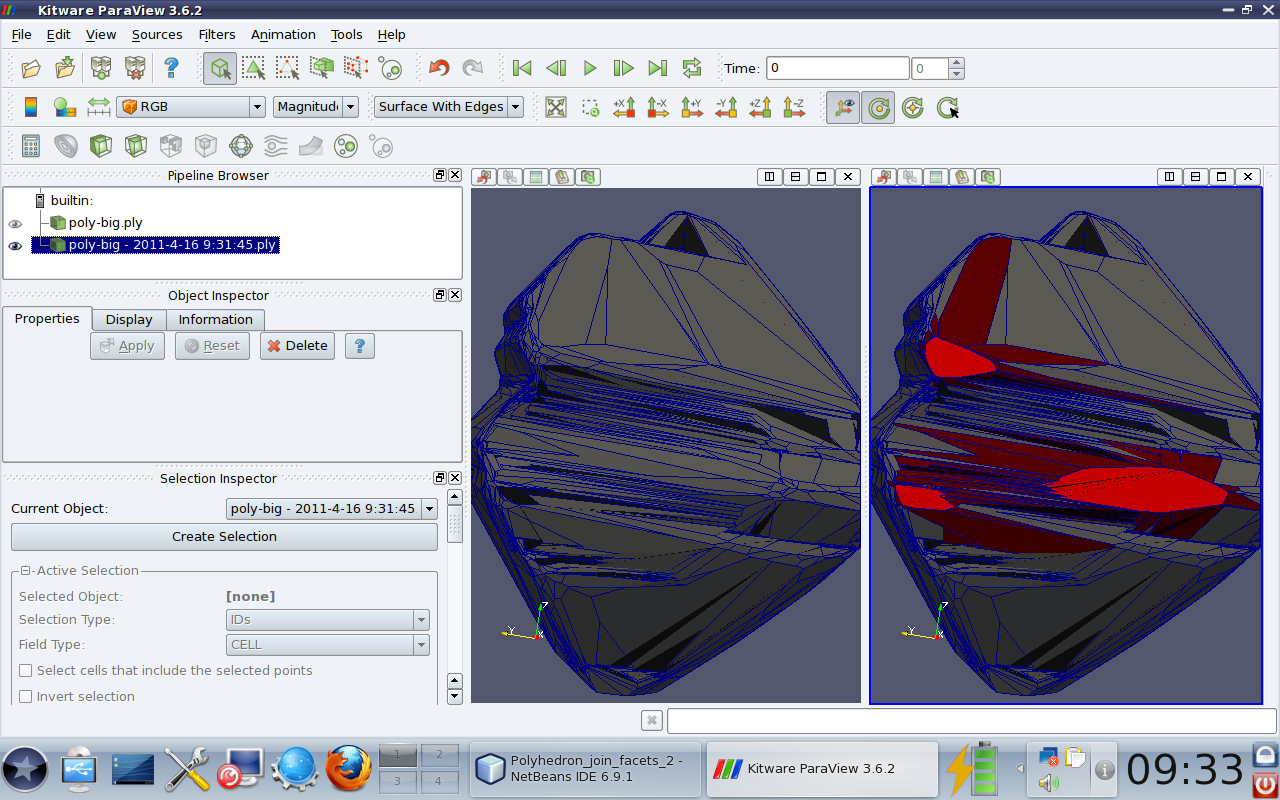 Kitware ParaView 3.6.2
File Edit View Sources Filters Animation Tools Help
Time: 0 0
RGB Magnitud Surface With Edges
+X -X +Y -Y +Z -Z
Pipeline Browser
builtin:
poly-big.ply
poly-big - 2011-4-16 9:31:45.ply
Object Inspector
Properties Display Information
Apply Reset Delete ?
Selection Inspector
Current Object: poly-big - 2011-4-16 9:31:45
Create Selection
Active Selection
Selected Object: [none]
Selection Type: IDs
Field Type: CELL
Select cells that include the selected points
Invert selection
Z Y X
Z Y X
1 2
3 4
Polyhedron_join_facets_2 -
NetBeans IDE 6.9.1
Kitware ParaView 3.6.2
09:33